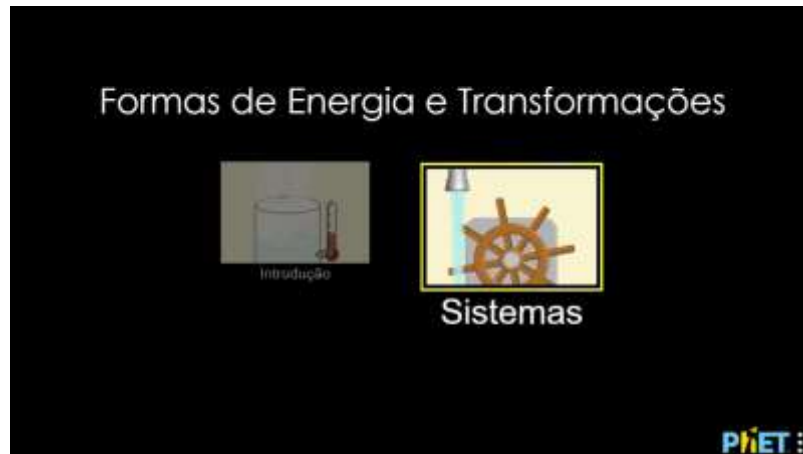 Formas de Energia e Transformações
Introdução
Sistemas
PhET